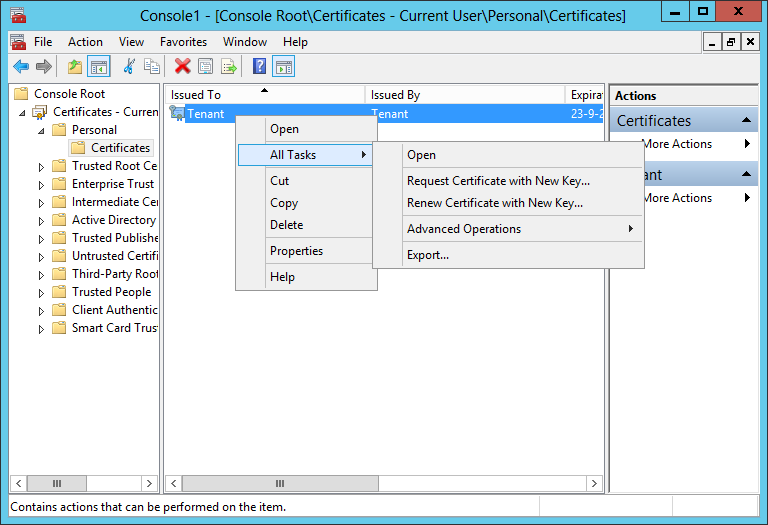 Console1 - [Console Root\Certificates - Current User\Personal\Certificates]
File Action View Favorites Window Help
Console Root
Certificates - Curren
Personal
Certificates
Trusted Root Ce
Enterprise Trust
Intermediate Cer
Active Directory
Trusted Publishe
Untrusted Certifi
Third-Party Root
Trusted People
Client Authentic
Smart Card Trus
Issued To Issued By Expirat
Tenant Tenant 23-9-2
Open
All Tasks
Cut
Copy
Delete
Properties
Help
Open
Request Certificate with New Key...
Renew Certificate with New Key...
Advanced Operations
Export...
Actions
Certificates
More Actions
nant
More Actions
Contains actions that can be performed on the item.